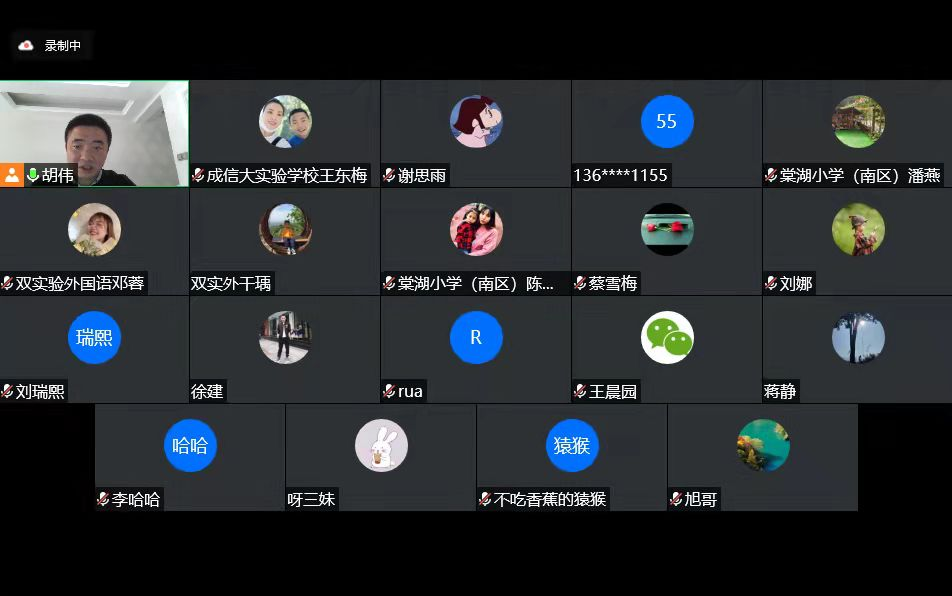 录制中
胡伟
成信大实验学校王东梅
谢思雨
55
136****1155
棠湖小学（南区）潘燕
双实验外国语邓蓉
双实外干瑀
棠湖小学（南区）陈...
蔡雪梅
刘娜
瑞熙
刘瑞熙
徐建
R
rua
王晨园
蒋静
哈哈
李哈哈
呀三妹
猿猴
不吃香蕉的猿猴
旭哥